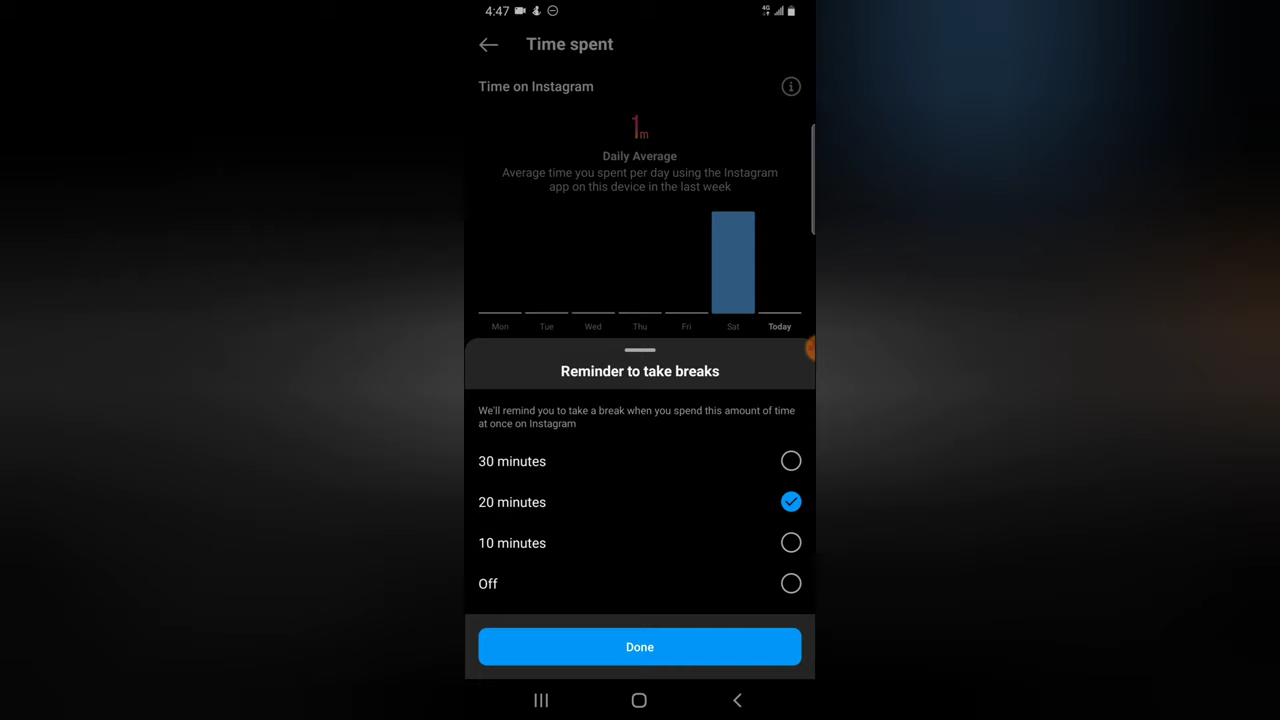 4:47
4G
Time spent
Time on Instagram
1m
Daily Average
Average time you spent per day using the Instagram
app on this device in the last week
Mon Tue Wed Thu Fri Sat Today
Reminder to take breaks
We'll remind you to take a break when you spend this amount of time
at once on Instagram
30 minutes
20 minutes
10 minutes
Off
Done